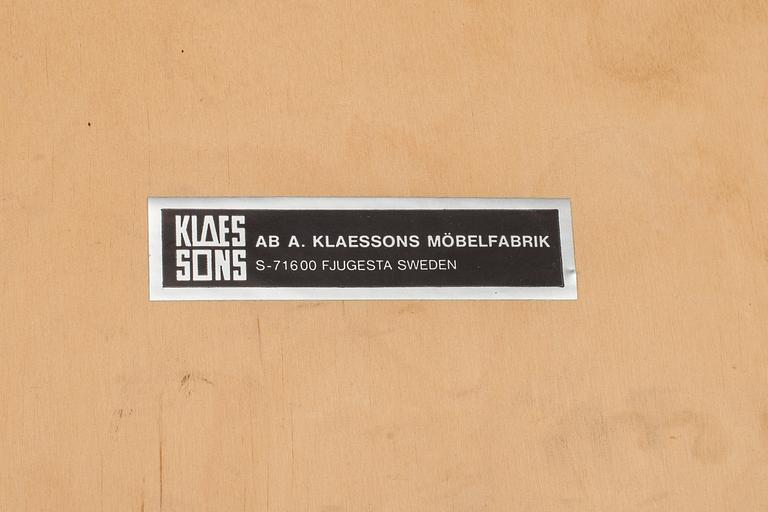 KLAES
SONS
AB A. KLAESSONS MÖBELFABRIK
S-71600 FJUGESTA SWEDEN